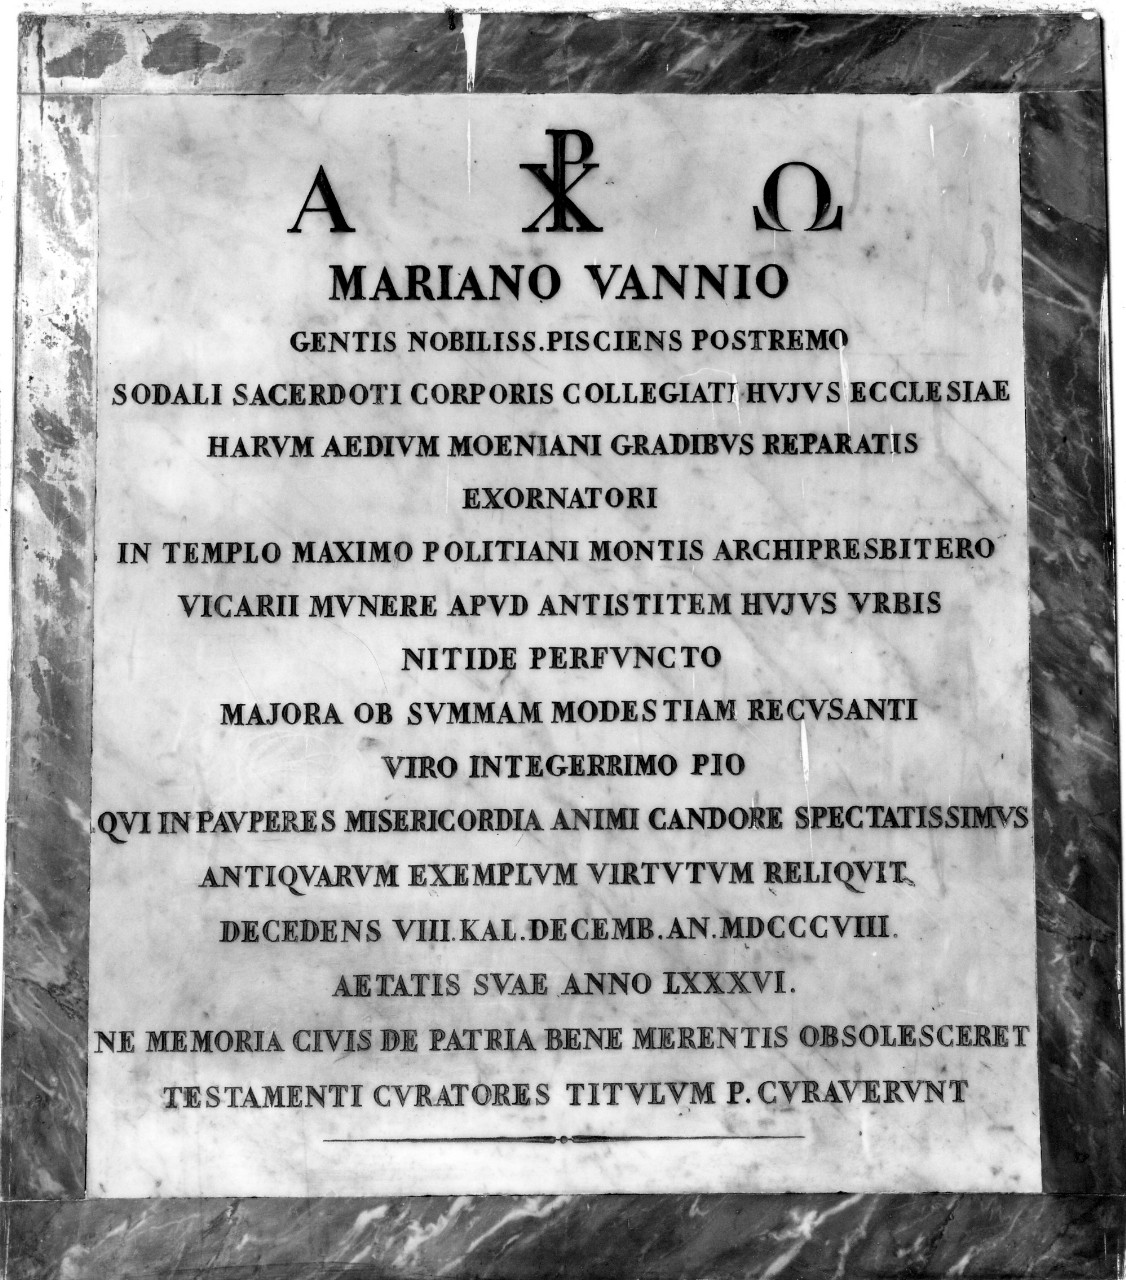 Α ☧ Ω
MARIANO VANNIO
GENTIS NOBILISS. PISCIENS POSTREMO
SODALI SACERDOTI CORPORIS COLLEGIATI HVJVS ECCLESIAE
HARVM AEDIVM MOENIANI GRADIBVS REPARATIS
EXORNATORI
IN TEMPLO MAXIMO POLITIANI MONTIS ARCHIPRESBITERO
VICARII MVNERE APVD ANTISTITEM HVJVS VRBIS
NITIDE PERFVNCTO
MAJORA OB SVMMAM MODESTIAM RECVSANTI
VIRO INTEGERRIMO PIO
QVI IN PAVPERES MISERICORDIA ANIMI CANDORE SPECTATISSIMVS
ANTIQVARVM EXEMPLVM VIRTVTVM RELIQVIT
DECEDENS VIII. KAL. DECEMB. AN. MDCCCVIII.
AETATIS SVAE ANNO LXXXVI.
NE MEMORIA CIVIS DE PATRIA BENE MERENTIS OBSOLESCERET
TESTAMENTI CVRATORES TITVLVM P. CVRAVERVNT